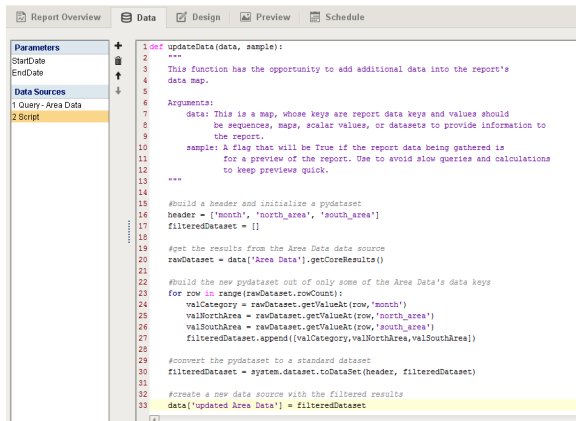 Report Overview
Data
Design
Preview
Schedule
Parameters
StartDate
EndDate
Data Sources
1 Query - Area Data
2 Script
1 def updateData(data, sample):
2 """
3 This function has the opportunity to add additional data into the report's
4 data map.
5
6 Arguments:
7 data: This is a map, whose keys are report data keys and values should
8 be sequences, maps, scalar values, or datasets to provide information to
9 the report.
10 sample: A flag that will be True if the report data being gathered is
11 for a preview of the report. Use to avoid slow queries and calculations
12 to keep previews quick.
13 """
14
15 #build a header and initialize a pydataset
16 header = ['month', 'north_area', 'south_area']
17 filteredDataset = []
18
19 #get the results from the Area Data data source
20 rawDataset = data['Area Data'].getCoreResults()
21
22 #build the new pydataset out of only some of the Area Data's data keys
23 for row in range(rawDataset.rowCount):
24 valCategory = rawDataset.getValueAt(row,'month')
25 valNorthArea = rawDataset.getValueAt(row,'north_area')
26 valSouthArea = rawDataset.getValueAt(row,'south_area')
27 filteredDataset.append([valCategory,valNorthArea,valSouthArea])
28
29 #convert the pydataset to a standard dataset
30 filteredDataset = system.dataset.toDataSet(header, filteredDataset)
31
32 #create a new data source with the filtered results
33 data['updated Area Data'] = filteredDataset